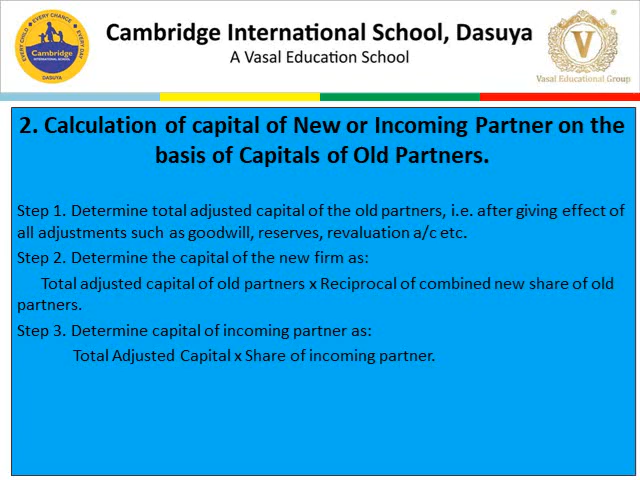 EVERY CHILD • EVERY CHANCE • EVERY DAY
Cambridge
INTERNATIONAL SCHOOL
DASUYA
Cambridge International School, Dasuya
A Vasal Education School
V
®
Vasal Educational Group
2. Calculation of capital of New or Incoming Partner on the
basis of Capitals of Old Partners.
Step 1. Determine total adjusted capital of the old partners, i.e. after giving effect of
all adjustments such as goodwill, reserves, revaluation a/c etc.
Step 2. Determine the capital of the new firm as:
Total adjusted capital of old partners x Reciprocal of combined new share of old
partners.
Step 3. Determine capital of incoming partner as:
Total Adjusted Capital x Share of incoming partner.